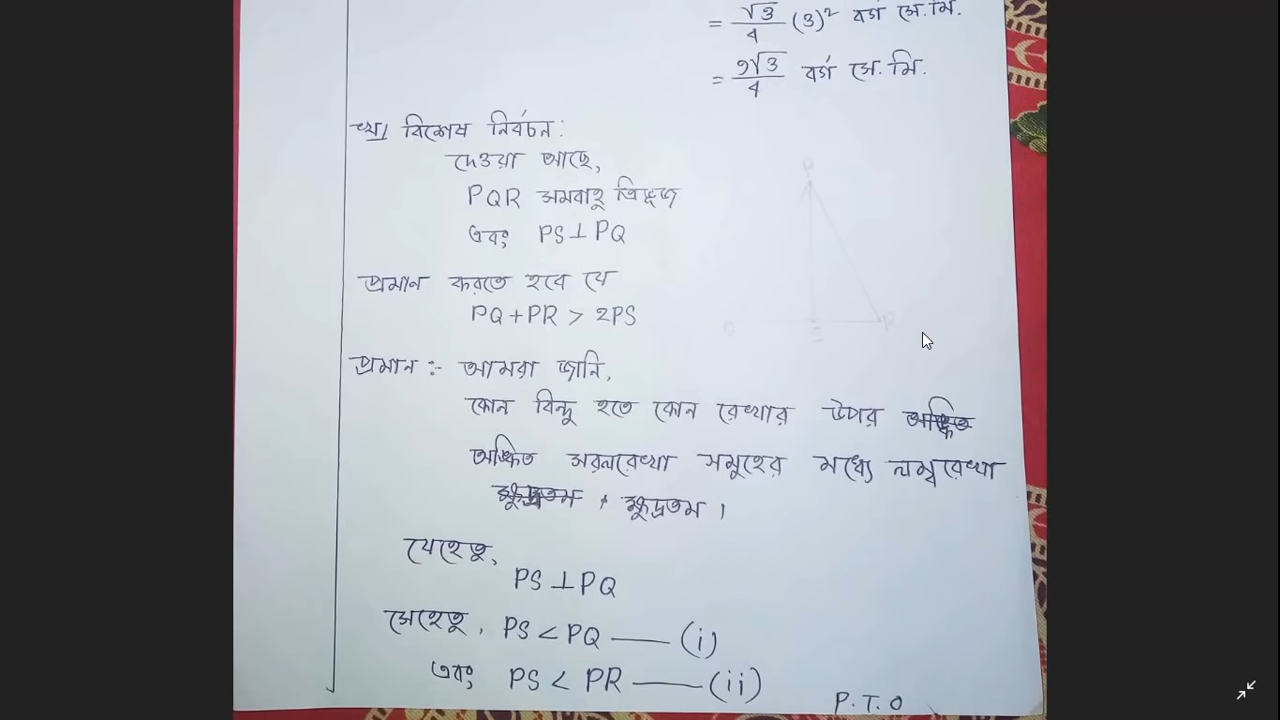 = √3/4 (3)² বর্গ সে.মি.
= 9√3/4 বর্গ সে.মি.
খ। বিশেষ নির্বচন:
দেওয়া আছে,
PQR সমবাহু ত্রিভুজ
এবং PS⊥PQ
প্রমান করতে হবে যে
PQ+PR > 2PS
প্রমান :- আমরা জানি,
কোন বিন্দু হতে কোন রেখার উপর
অঙ্কিত সরলরেখা সমূহের মধ্যে লম্বরেখা
ক্ষুদ্রতম ।
যেহেতু,
PS ⊥ PQ
সেহেতু, PS < PQ —— (i)
এবং PS < PR —— (ii)
P.T.O